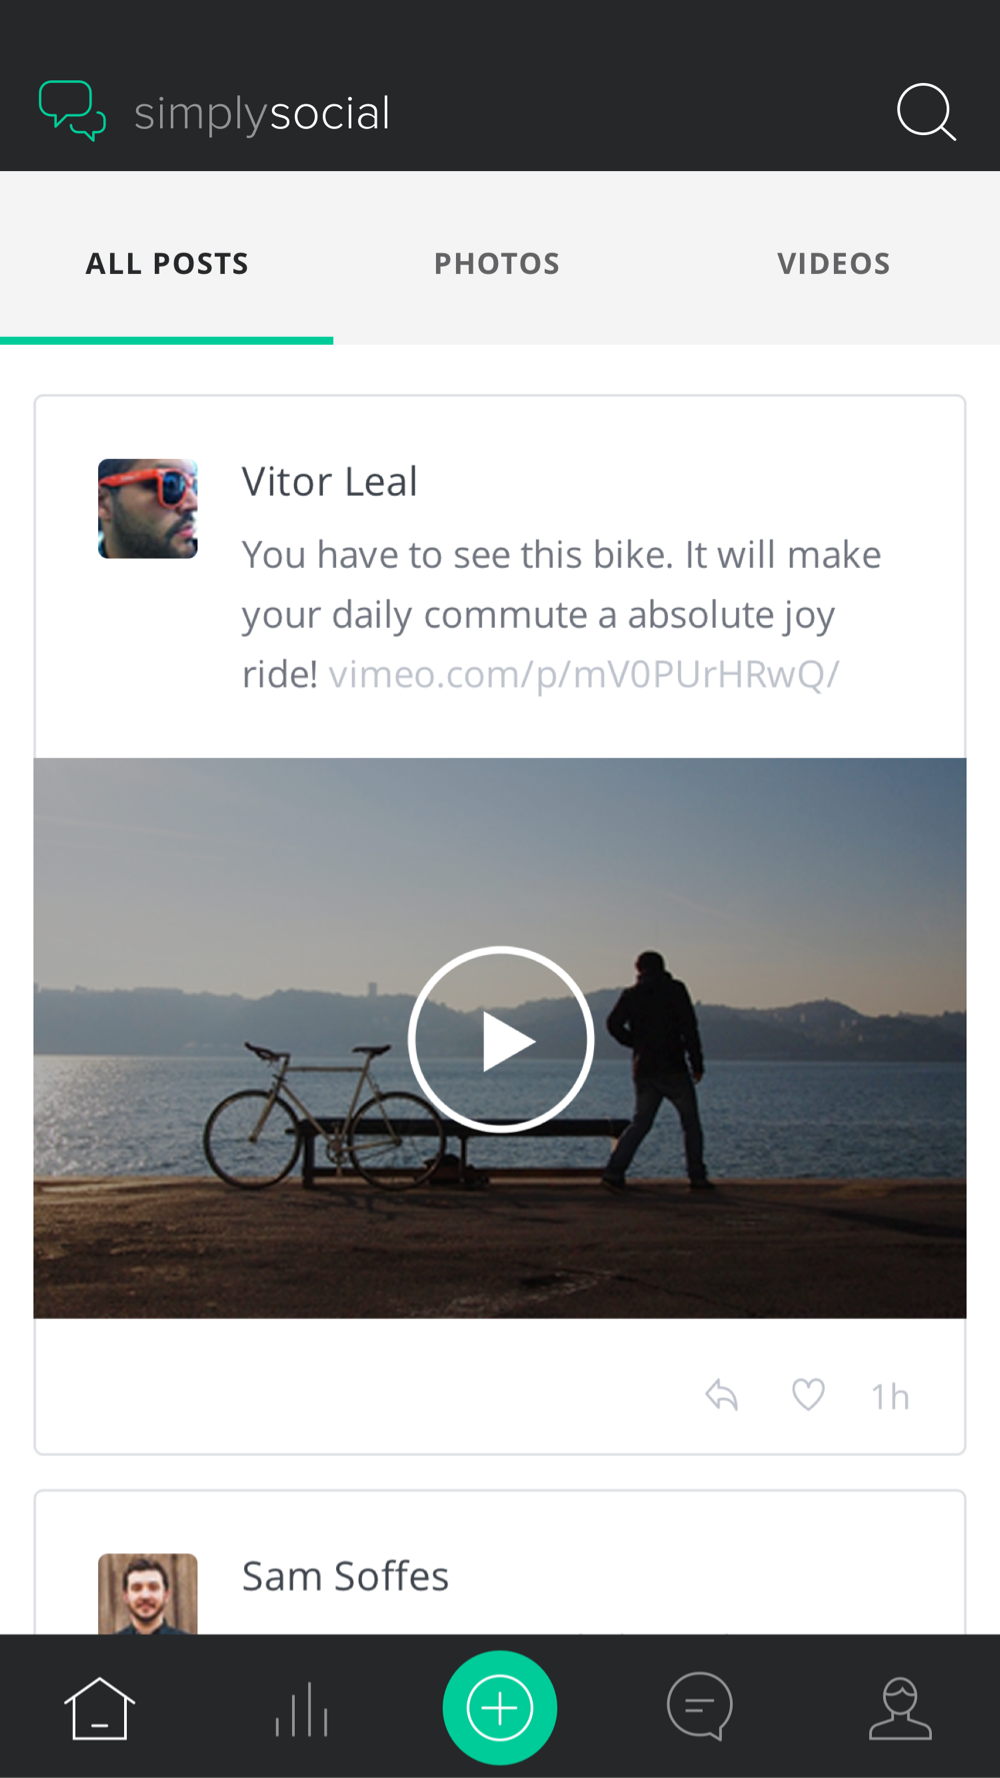 simplysocial
ALL POSTS PHOTOS VIDEOS
Vitor Leal
You have to see this bike. It will make
your daily commute a absolute joy
ride! vimeo.com/p/mV0PUrHRwQ/
1h
Sam Soffes